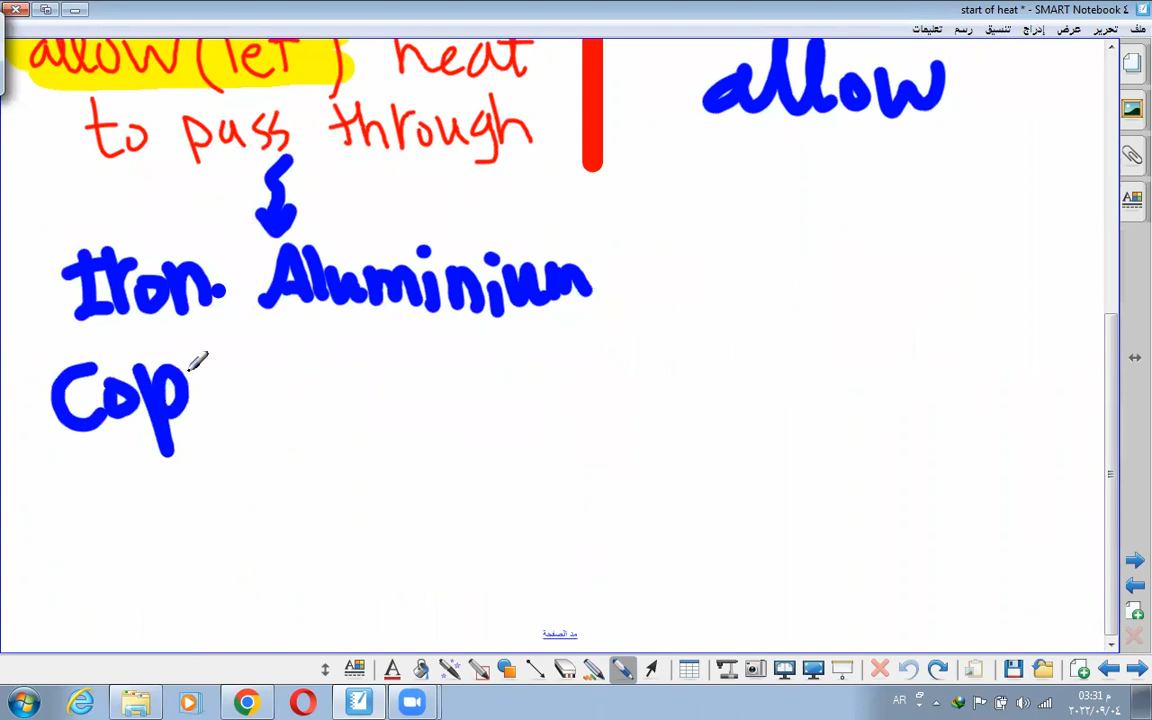 start of heat * - SMART Notebook ٤
ملف تحرير عرض إدراج تنسيق رسم تعليمات
allow (let) heat
to pass through
allow
Iron. Aluminium
Cop
مد الصفحة
AR
م 03:31
٢٠٢٢/٠٩/٠٤